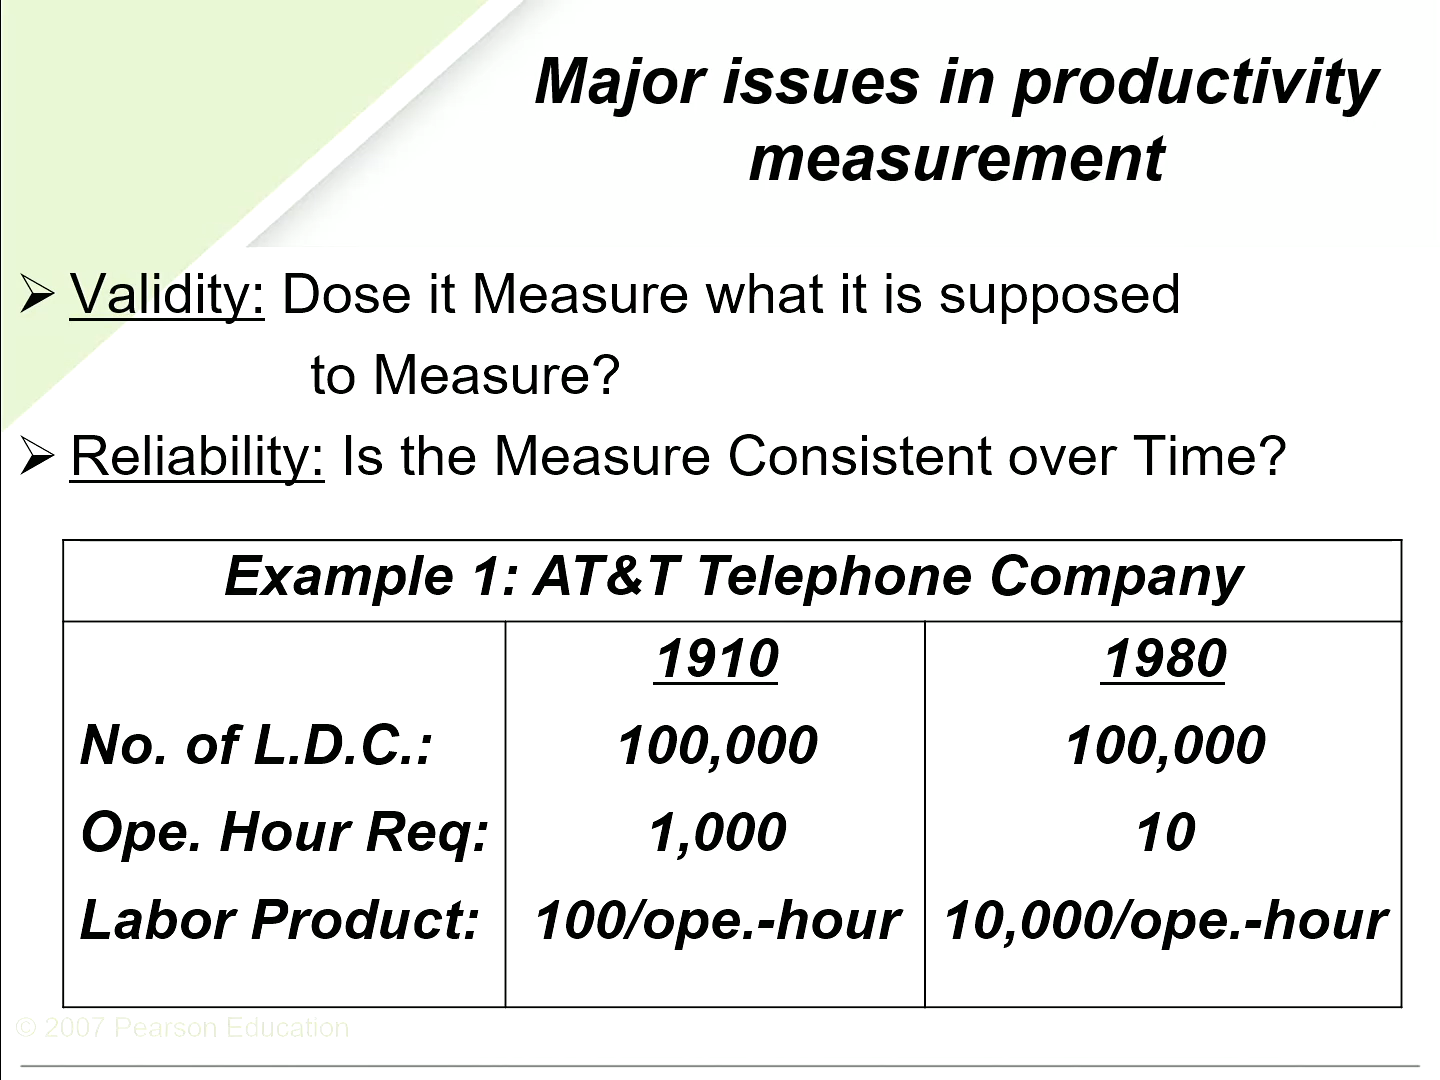 Major issues in productivity
measurement
➢ Validity: Dose it Measure what it is supposed
to Measure?
➢ Reliability: Is the Measure Consistent over Time?
Example 1: AT&T Telephone Company
1910 1980
No. of L.D.C.: 100,000 100,000
Ope. Hour Req: 1,000 10
Labor Product: 100/ope.-hour 10,000/ope.-hour
© 2007 Pearson Education